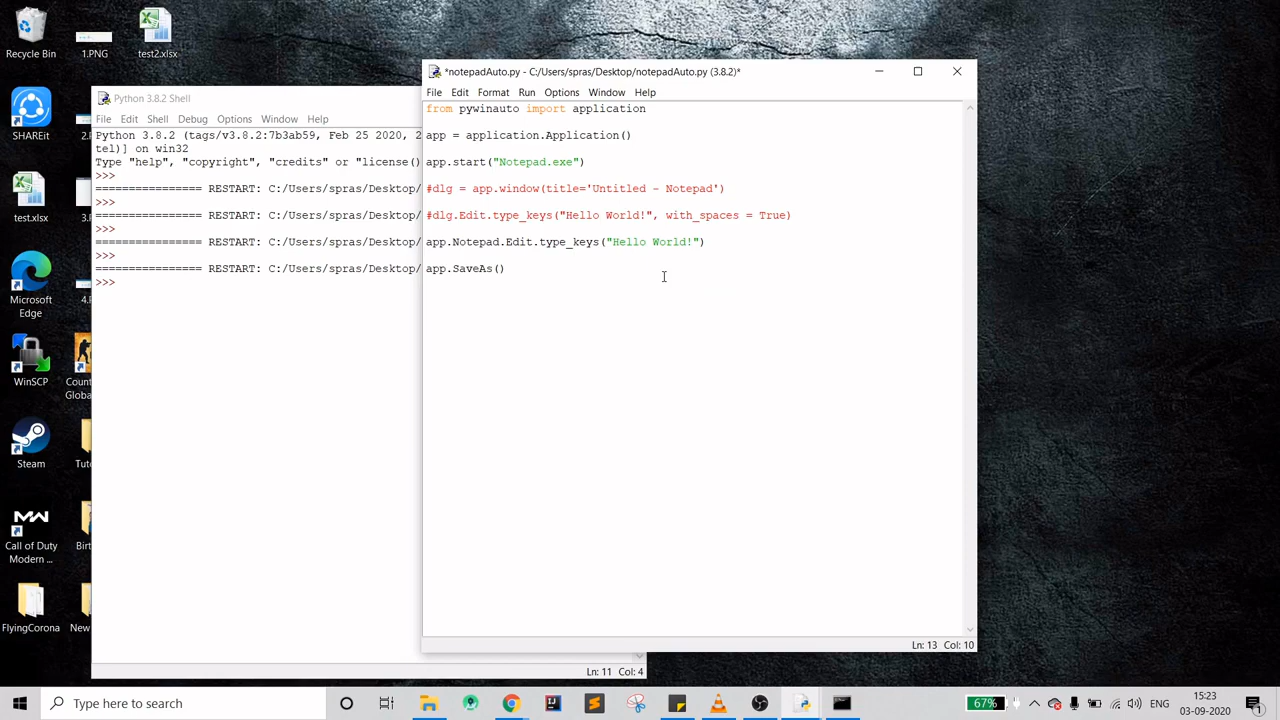 Recycle Bin
1.PNG
test2.xlsx
SHAREit
test.xlsx
3.
Microsoft
Edge
4.
WinSCP
Count
Global
Steam
Tuto
Call of Duty
Modern ...
Birt
FlyingCorona
New
Python 3.8.2 Shell
File Edit Shell Debug Options Window Help
Python 3.8.2 (tags/v3.8.2:7b3ab59, Feb 25 2020, 2
tel)] on win32
Type "help", "copyright", "credits" or "license()
>>>
================ RESTART: C:/Users/spras/Desktop/
>>>
================ RESTART: C:/Users/spras/Desktop/
>>>
================ RESTART: C:/Users/spras/Desktop/
>>>
================ RESTART: C:/Users/spras/Desktop/
>>>
Ln: 11 Col: 4
*notepadAuto.py - C:/Users/spras/Desktop/notepadAuto.py (3.8.2)*
File Edit Format Run Options Window Help
from pywinauto import application
app = application.Application()
app.start("Notepad.exe")
#dlg = app.window(title='Untitled - Notepad')
#dlg.Edit.type_keys("Hello World!", with_spaces = True)
app.Notepad.Edit.type_keys("Hello World!")
app.SaveAs()
Ln: 13 Col: 10
Type here to search
67%
ENG
15:23
03-09-2020